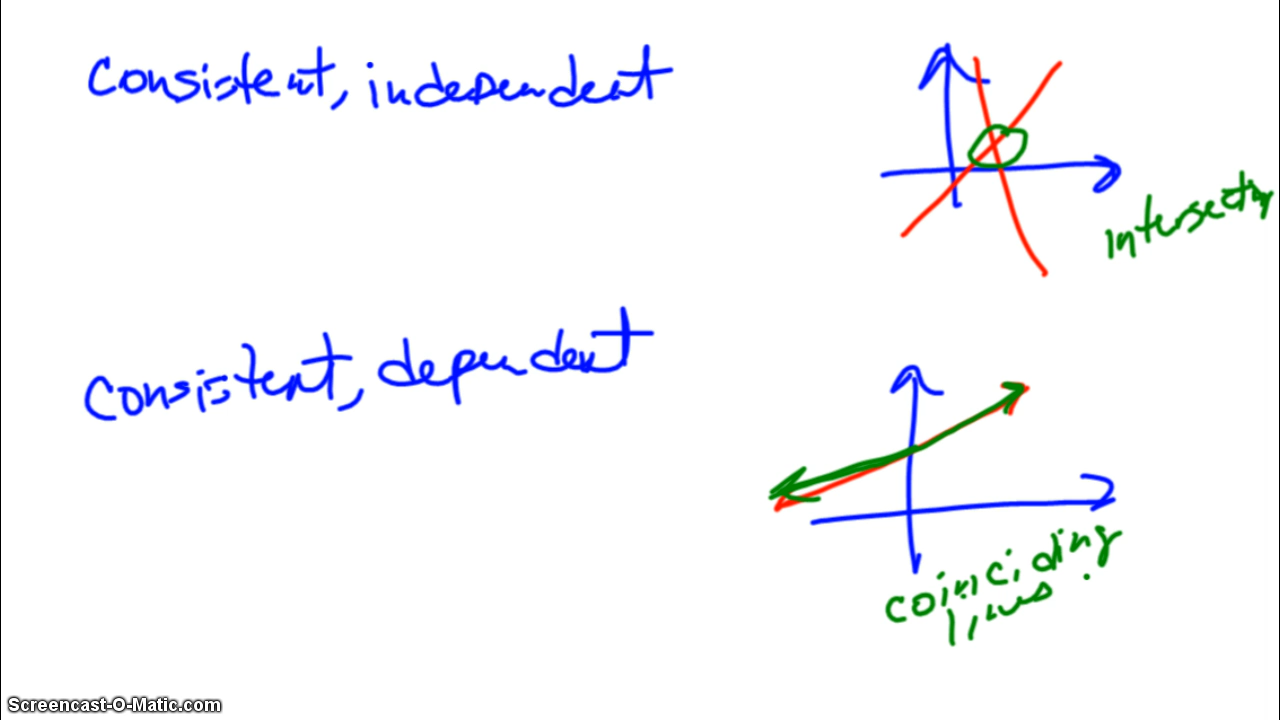 Consistent, independent
intersecting
Consistent, dependent
coinciding
lines
Screencast-O-Matic.com